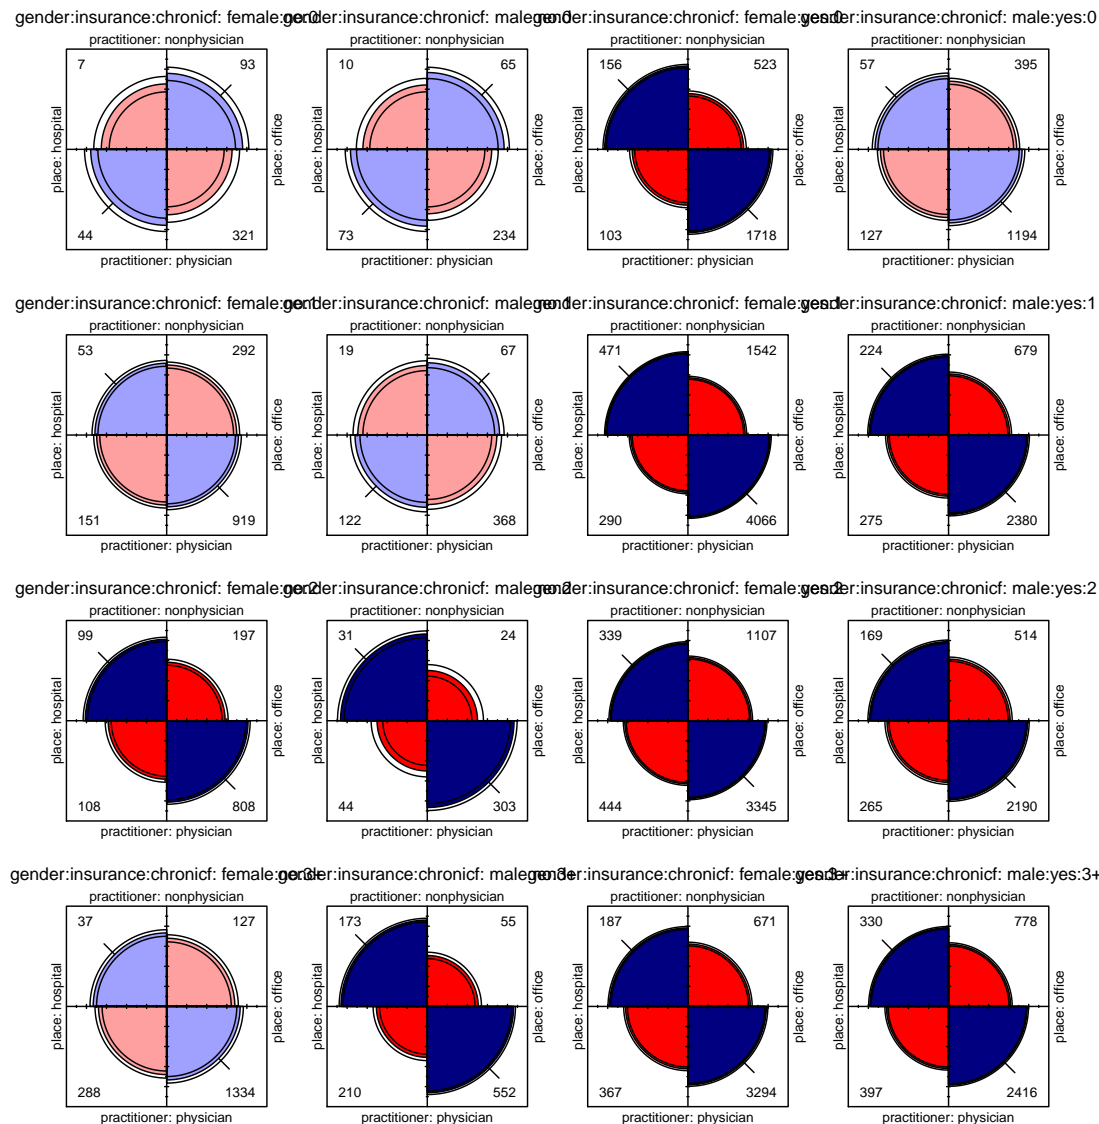 gender:insurance:chronicf: female:no:0
practitioner: nonphysician
7
93
place: hospital
place: office
44
321
practitioner: physician
gender:insurance:chronicf: male:no:0
practitioner: nonphysician
10
65
place: hospital
place: office
73
234
practitioner: physician
gender:insurance:chronicf: female:yes:0
practitioner: nonphysician
156
523
place: hospital
place: office
103
1718
practitioner: physician
gender:insurance:chronicf: male:yes:0
practitioner: nonphysician
57
395
place: hospital
place: office
127
1194
practitioner: physician
gender:insurance:chronicf: female:no:1
practitioner: nonphysician
53
292
place: hospital
place: office
151
919
practitioner: physician
gender:insurance:chronicf: male:no:1
practitioner: nonphysician
19
67
place: hospital
place: office
122
368
practitioner: physician
gender:insurance:chronicf: female:yes:1
practitioner: nonphysician
471
1542
place: hospital
place: office
290
4066
practitioner: physician
gender:insurance:chronicf: male:yes:1
practitioner: nonphysician
224
679
place: hospital
place: office
275
2380
practitioner: physician
gender:insurance:chronicf: female:no:2
practitioner: nonphysician
99
197
place: hospital
place: office
108
808
practitioner: physician
gender:insurance:chronicf: male:no:2
practitioner: nonphysician
31
24
place: hospital
place: office
44
303
practitioner: physician
gender:insurance:chronicf: female:yes:2
practitioner: nonphysician
339
1107
place: hospital
place: office
444
3345
practitioner: physician
gender:insurance:chronicf: male:yes:2
practitioner: nonphysician
169
514
place: hospital
place: office
265
2190
practitioner: physician
gender:insurance:chronicf: female:no:3+
practitioner: nonphysician
37
127
place: hospital
place: office
288
1334
practitioner: physician
gender:insurance:chronicf: male:no:3+
practitioner: nonphysician
173
55
place: hospital
place: office
210
552
practitioner: physician
gender:insurance:chronicf: female:yes:3+
practitioner: nonphysician
187
671
place: hospital
place: office
367
3294
practitioner: physician
gender:insurance:chronicf: male:yes:3+
practitioner: nonphysician
330
778
place: hospital
place: office
397
2416
practitioner: physician